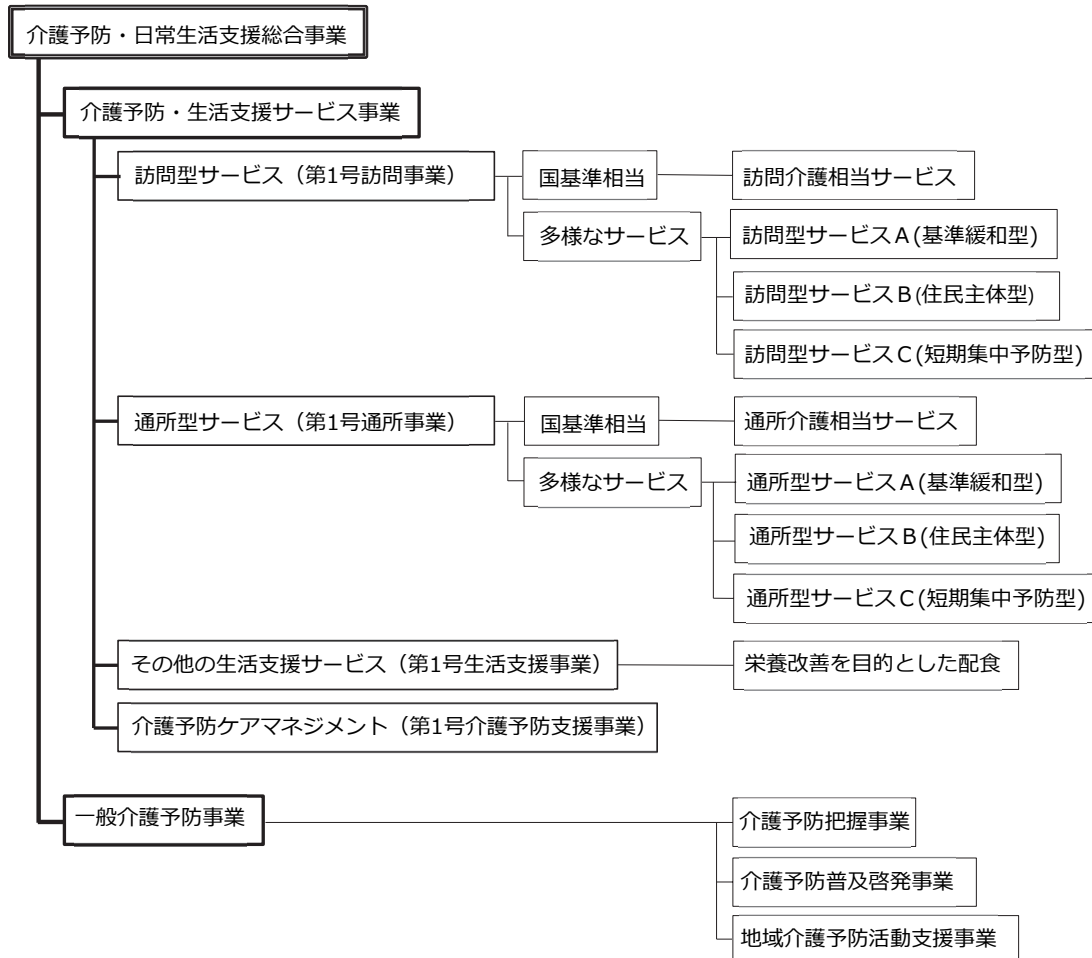 介護予防・日常生活支援総合事業
介護予防・生活支援サービス事業
訪問型サービス（第1号訪問事業）
国基準相当
訪問介護相当サービス
多様なサービス
訪問型サービスＡ(基準緩和型)
訪問型サービスＢ(住民主体型)
訪問型サービスＣ(短期集中予防型)
通所型サービス（第1号通所事業）
国基準相当
通所介護相当サービス
多様なサービス
通所型サービスＡ(基準緩和型)
通所型サービスＢ(住民主体型)
通所型サービスＣ(短期集中予防型)
その他の生活支援サービス（第1号生活支援事業）
栄養改善を目的とした配食
介護予防ケアマネジメント（第1号介護予防支援事業）
一般介護予防事業
介護予防把握事業
介護予防普及啓発事業
地域介護予防活動支援事業